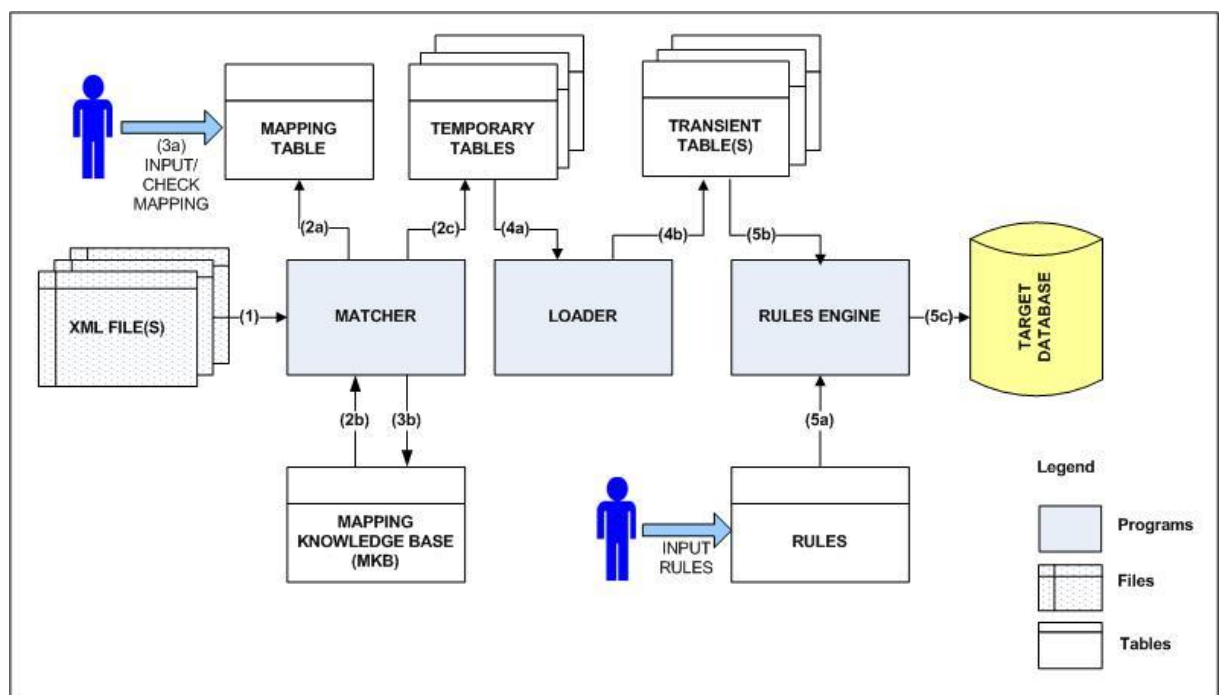 MAPPING
TABLE
TEMPORARY
TABLES
TRANSIENT
TABLE(S)
(3a)
INPUT/
CHECK
MAPPING
(2a)
(2c)
(4a)
(4b)
(5b)
XML FILE(S)
(1)
MATCHER
LOADER
RULES ENGINE
(5c)
TARGET
DATABASE
(2b)
(3b)
(5a)
MAPPING
KNOWLEDGE BASE
(MKB)
INPUT
RULES
RULES
Legend
Programs
Files
Tables